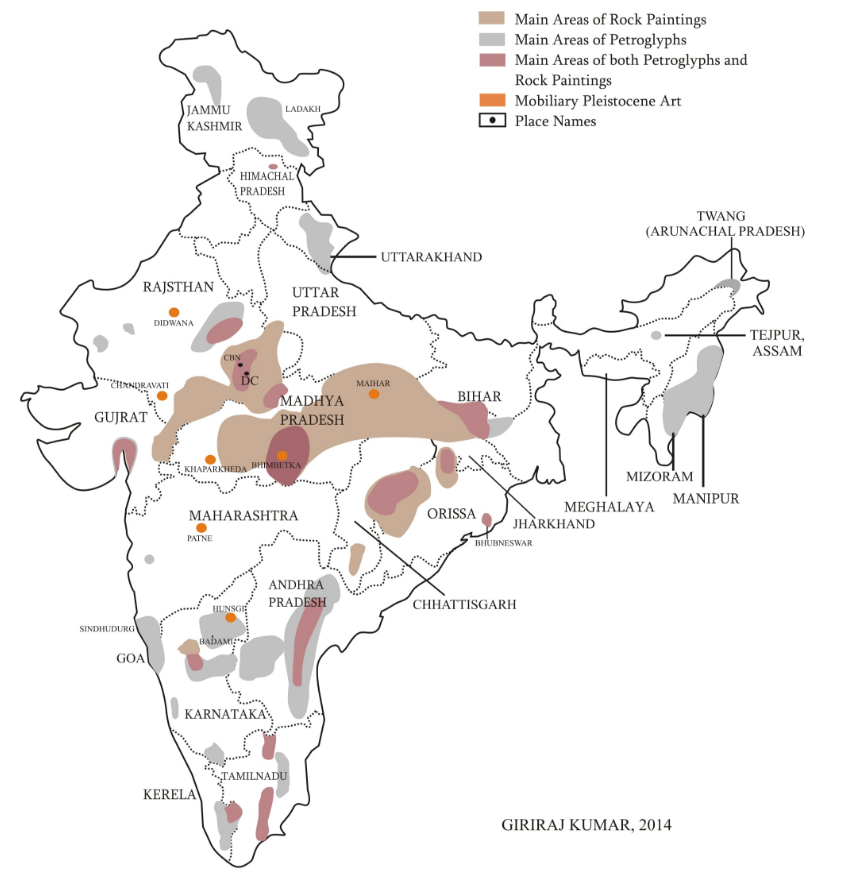 Main Areas of Rock Paintings
Main Areas of Petroglyphs
Main Areas of both Petroglyphs and
Rock Paintings
Mobiliary Pleistocene Art
Place Names
JAMMU
KASHMIR
LADAKH
HIMACHAL
PRADESH
TWANG
(ARUNACHAL PRADESH)
UTTARAKHAND
RAJSTHAN
DIDWANA
UTTAR
PRADESH
TEJPUR,
ASSAM
CBN
DC
CHANDRAVATI
MAIHAR
GUJRAT
MADHYA
PRADESH
BIHAR
KHAPARKHEDA
BHIMBETKA
MIZORAM
MANIPUR
MEGHALAYA
MAHARASHTRA
PATNE
ORISSA
JHARKHAND
BHUBNESWAR
ANDHRA
PRADESH
CHHATTISGARH
HUNSGI
SINDHUDURG
BADAMI
GOA
KARNATAKA
TAMILNADU
KERELA
GIRIRAJ KUMAR, 2014